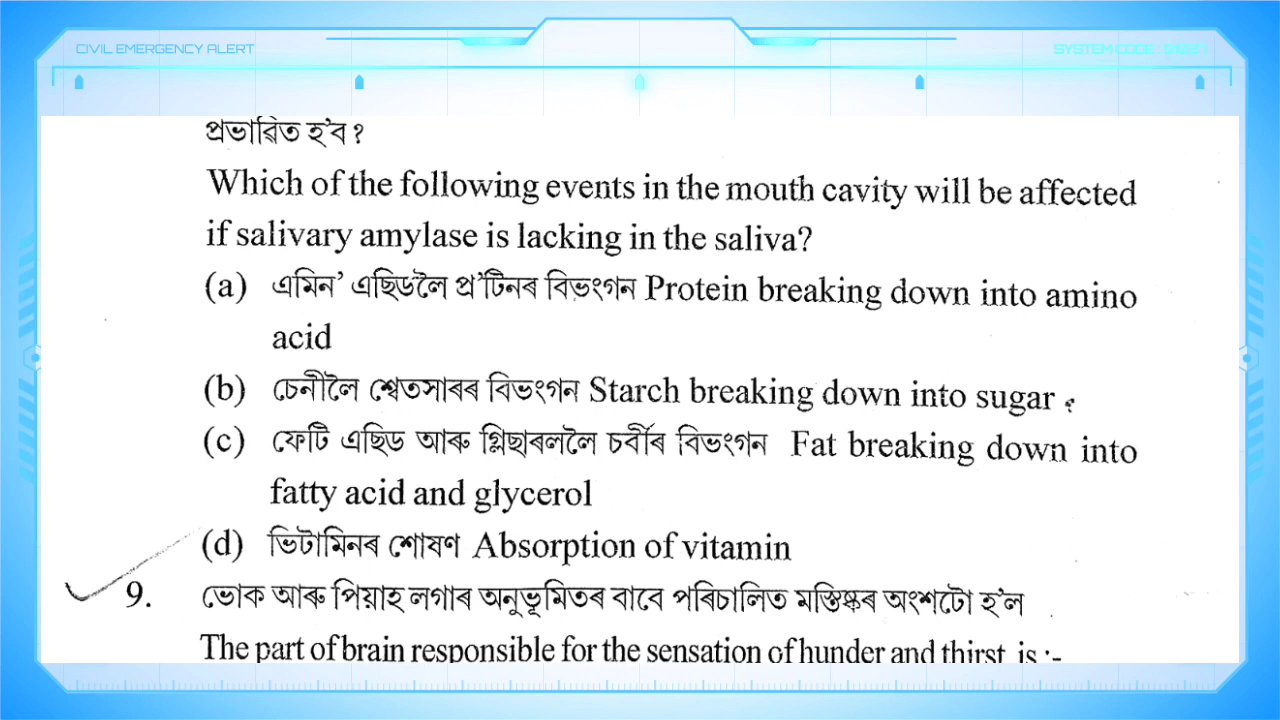 CIVIL EMERGENCY ALERT
প্ৰভাৱিত হ'ব ?
Which of the following events in the mouth cavity will be affected
if salivary amylase is lacking in the saliva?
(a) এমিন' এছিডলৈ প্ৰ'টিনৰ বিভংগন Protein breaking down into amino
acid
(b) চেনীলৈ শ্বেতসাৰৰ বিভংগন Starch breaking down into sugar
(c) ফেটি এছিড আৰু গ্লিছাৰললৈ চৰ্বীৰ বিভংগন Fat breaking down into
fatty acid and glycerol
(d) ভিটামিনৰ শোষণ Absorption of vitamin
9. ভোক আৰু পিয়াহ লগাৰ অনুভূমিতৰ বাবে পৰিচালিত মস্তিষ্কৰ অংশটো হ'ল
The part of brain responsible for the sensation of hunder and thirst is :-